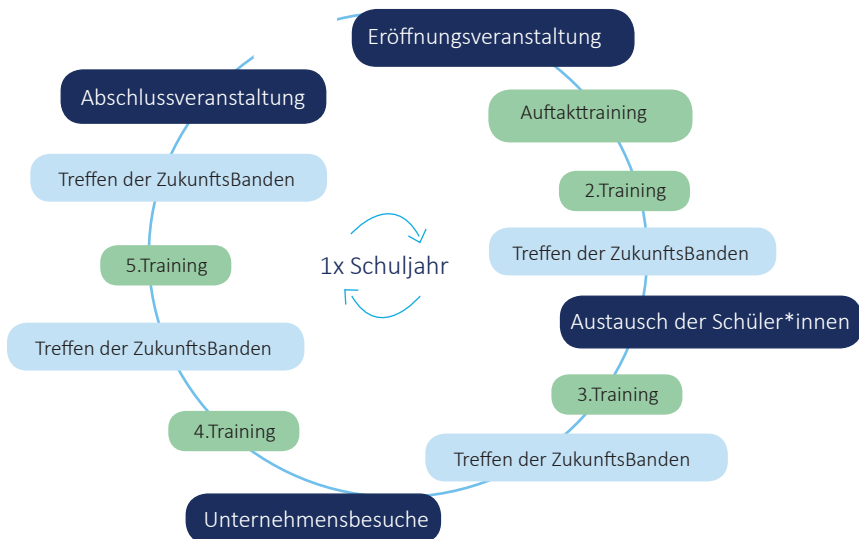 Eröffnungsveranstaltung
Auftakttraining
2.Training
Treffen der ZukunftsBanden
Austausch der Schüler*innen
3.Training
Treffen der ZukunftsBanden
Unternehmensbesuche
4.Training
Treffen der ZukunftsBanden
5.Training
Treffen der ZukunftsBanden
Abschlussveranstaltung
1x Schuljahr